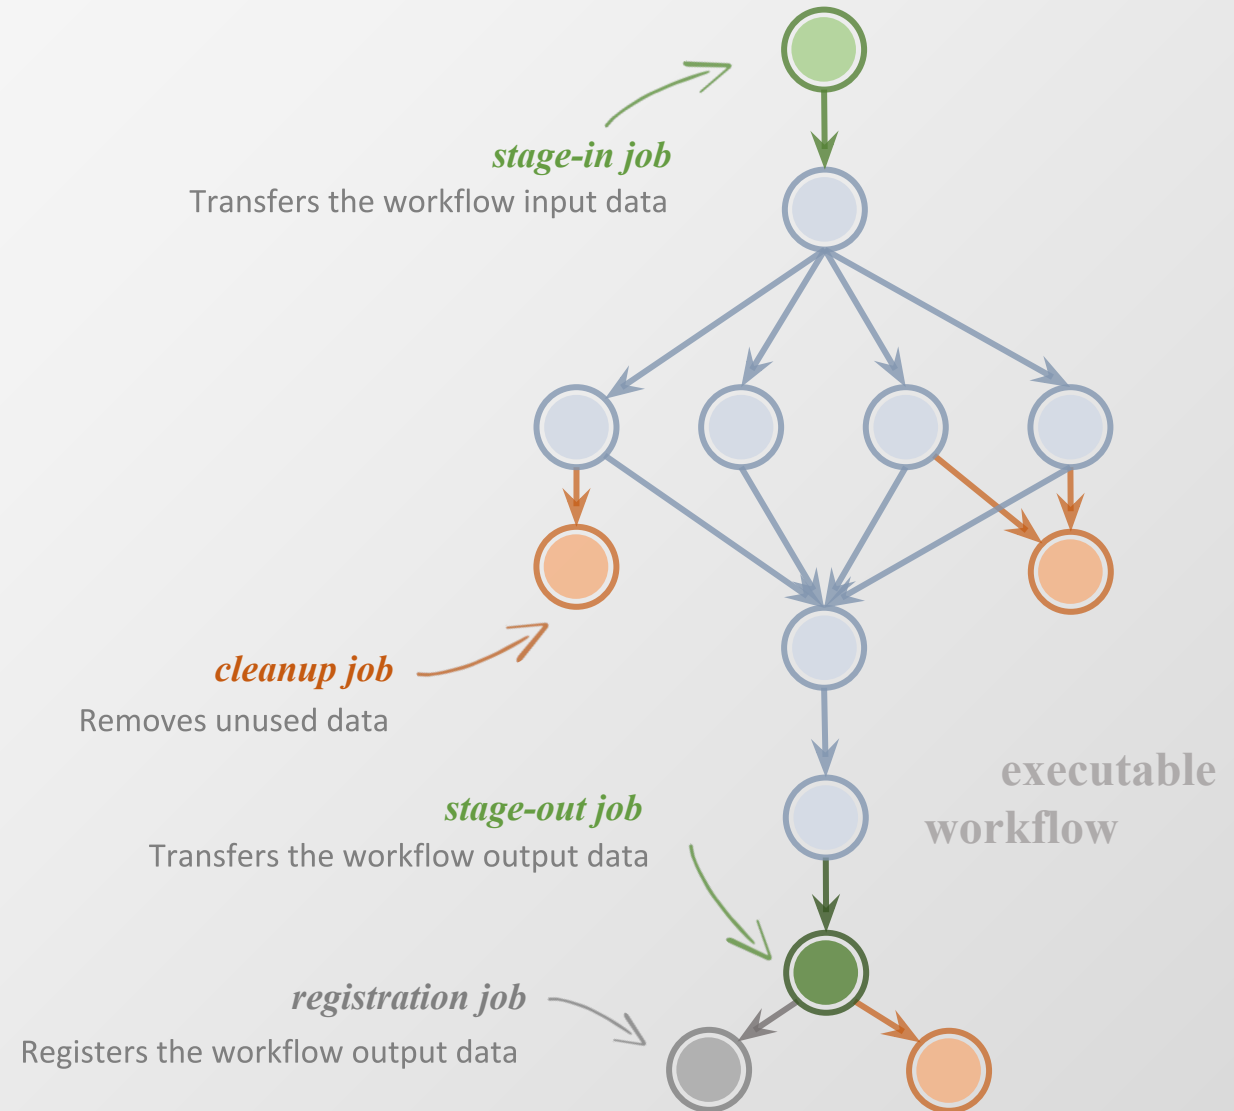 stage-in job
Transfers the workflow input data
cleanup job
Removes unused data
executable
workflow
stage-out job
Transfers the workflow output data
registration job
Registers the workflow output data